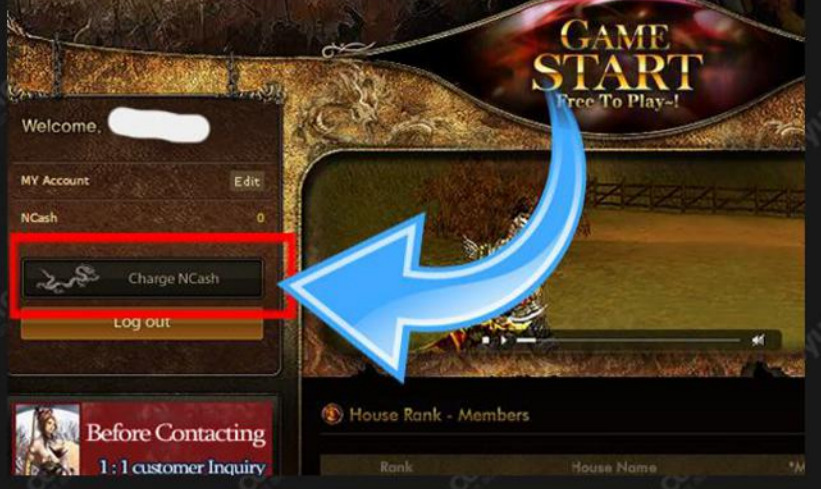 GAME
START
Free To Play~!
Welcome.
MY Account
Edit
NCash
0
Charge NCash
Log out
Before Contacting
1 : 1 customer Inquiry
House Rank - Members
Rank
House Name